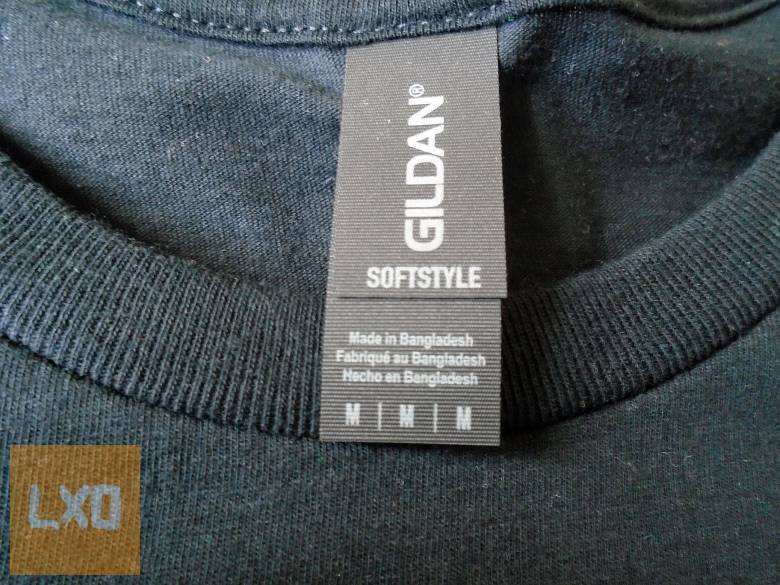 GILDAN®
SOFTSTYLE
Made in Bangladesh
Fabriqué au Bangladesh
Hecho en Bangladesh
M | M | M
LXO